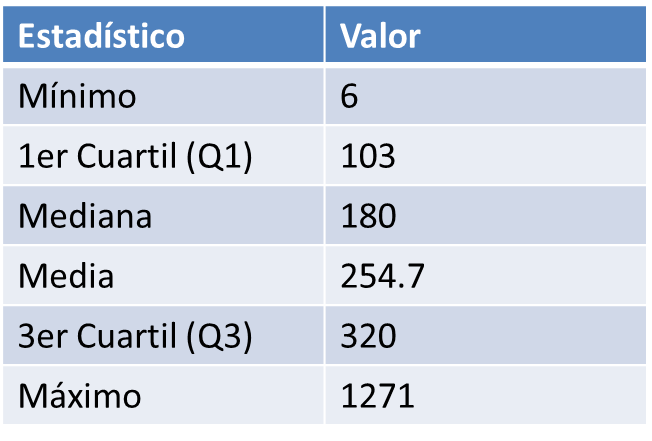 Estadístico Valor
Mínimo 6
1er Cuartil (Q1) 103
Mediana 180
Media 254.7
3er Cuartil (Q3) 320
Máximo 1271